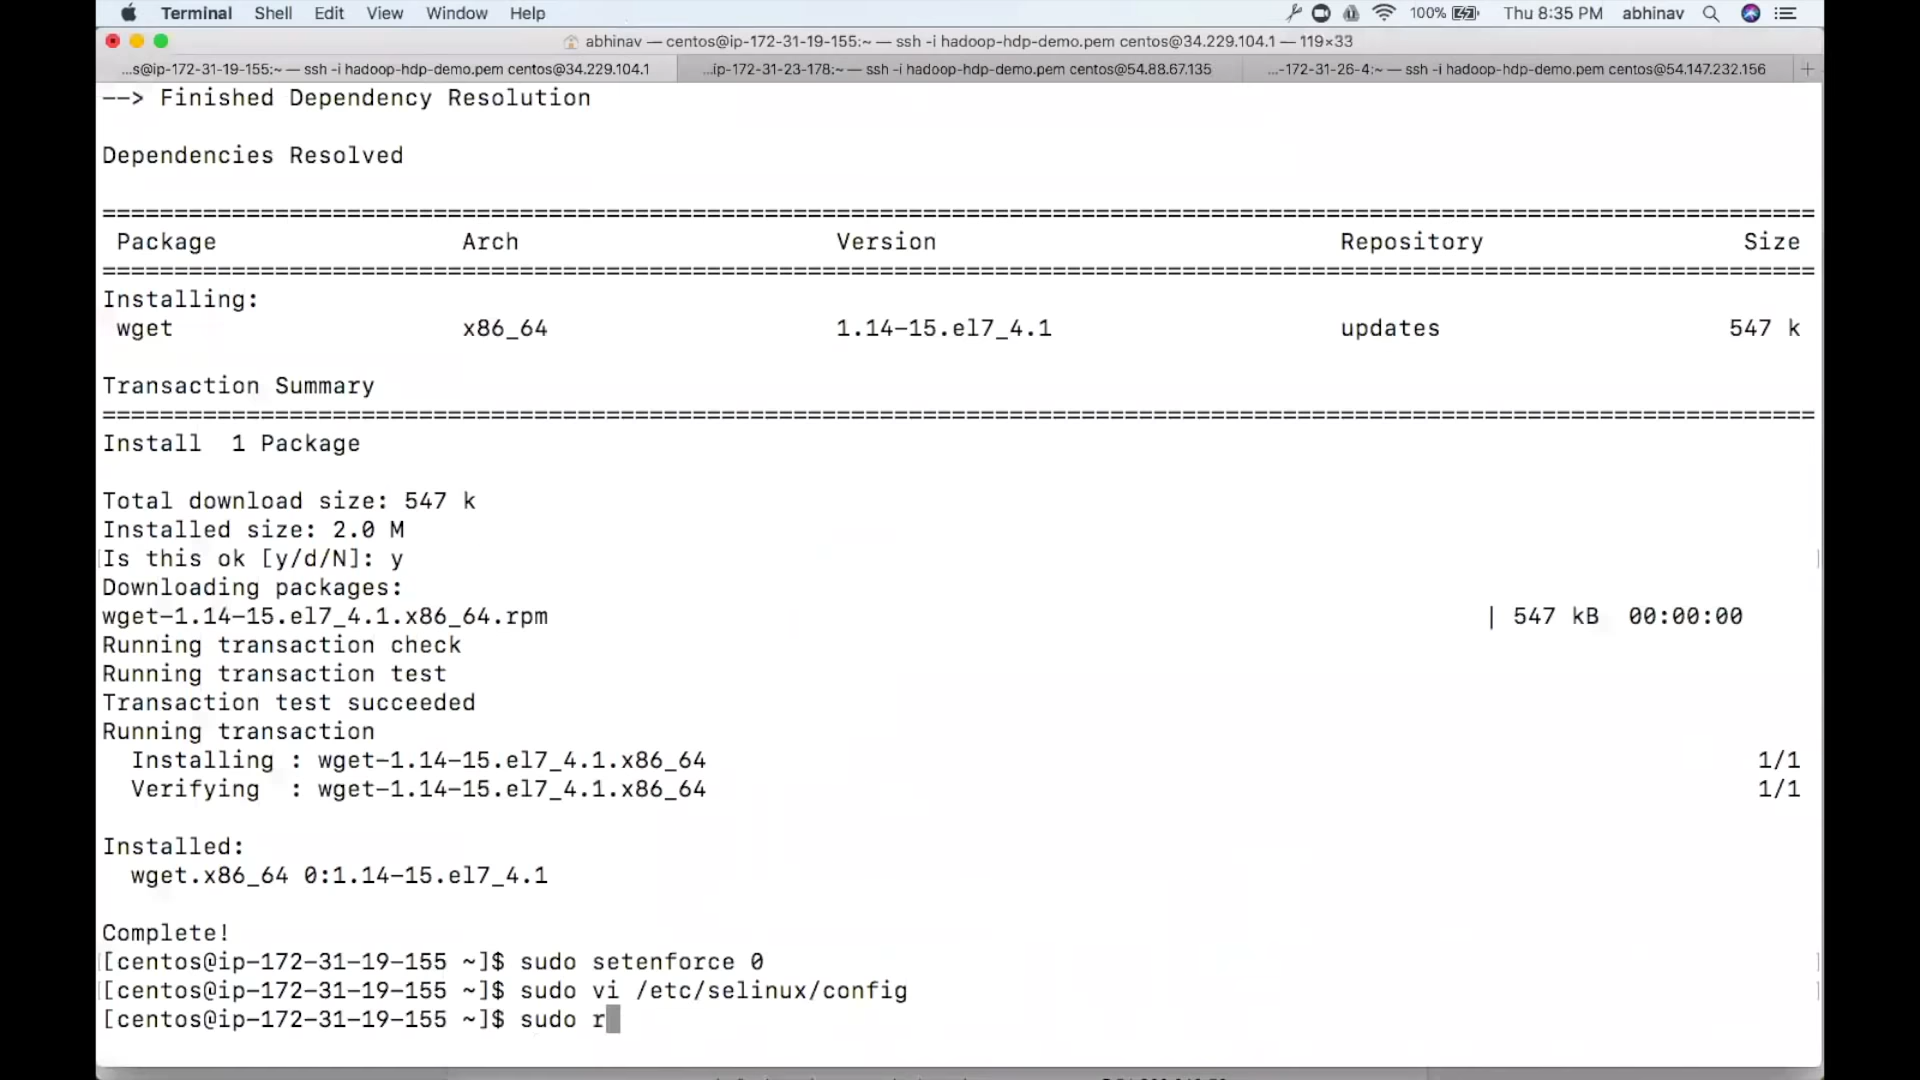 Terminal Shell Edit View Window Help 100% Thu 8:35 PM abhinav
abhinav — centos@ip-172-31-19-155:~ — ssh -i hadoop-hdp-demo.pem centos@34.229.104.1 — 119×33
...s@ip-172-31-19-155:~ — ssh -i hadoop-hdp-demo.pem centos@34.229.104.1 ...ip-172-31-23-178:~ — ssh -i hadoop-hdp-demo.pem centos@54.88.67.135 ...-172-31-26-4:~ — ssh -i hadoop-hdp-demo.pem centos@54.147.232.156 +
--> Finished Dependency Resolution
Dependencies Resolved
=======================================================================================================================
Package Arch Version Repository Size
=======================================================================================================================
Installing:
wget x86_64 1.14-15.el7_4.1 updates 547 k
Transaction Summary
=======================================================================================================================
Install 1 Package
Total download size: 547 k
Installed size: 2.0 M
Is this ok [y/d/N]: y
Downloading packages:
wget-1.14-15.el7_4.1.x86_64.rpm | 547 kB 00:00:00
Running transaction check
Running transaction test
Transaction test succeeded
Running transaction
Installing : wget-1.14-15.el7_4.1.x86_64 1/1
Verifying : wget-1.14-15.el7_4.1.x86_64 1/1
Installed:
wget.x86_64 0:1.14-15.el7_4.1
Complete!
[centos@ip-172-31-19-155 ~]$ sudo setenforce 0
[centos@ip-172-31-19-155 ~]$ sudo vi /etc/selinux/config
[centos@ip-172-31-19-155 ~]$ sudo r